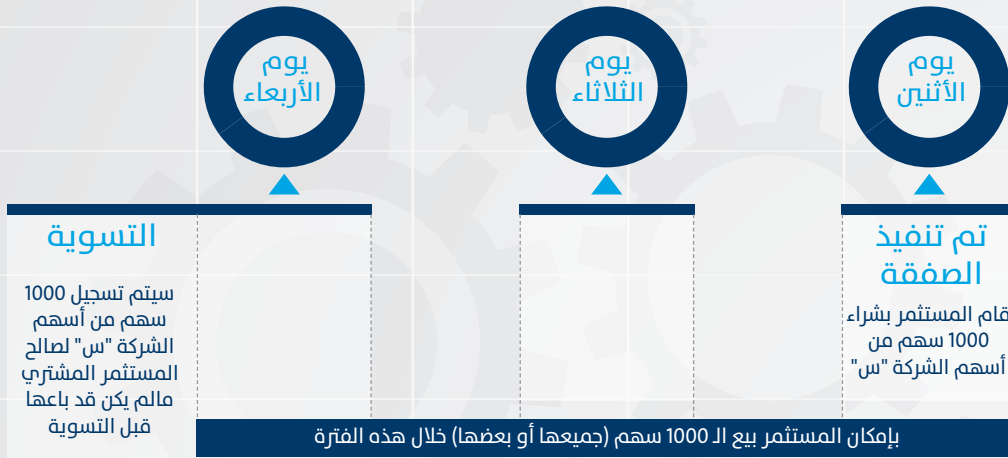 يوم
الأثنين
يوم
الثلاثاء
يوم
الأربعاء
تم تنفيذ
الصفقة
قام المستثمر بشراء
1000 سهم من
أسهم الشركة "س"
التسوية
سيتم تسجيل 1000
سهم من أسهم
الشركة "س" لصالح
المستثمر المشتري
مالم يكن قد باعها
قبل التسوية
بإمكان المستثمر بيع الـ 1000 سهم (جميعها أو بعضها) خلال هذه الفترة